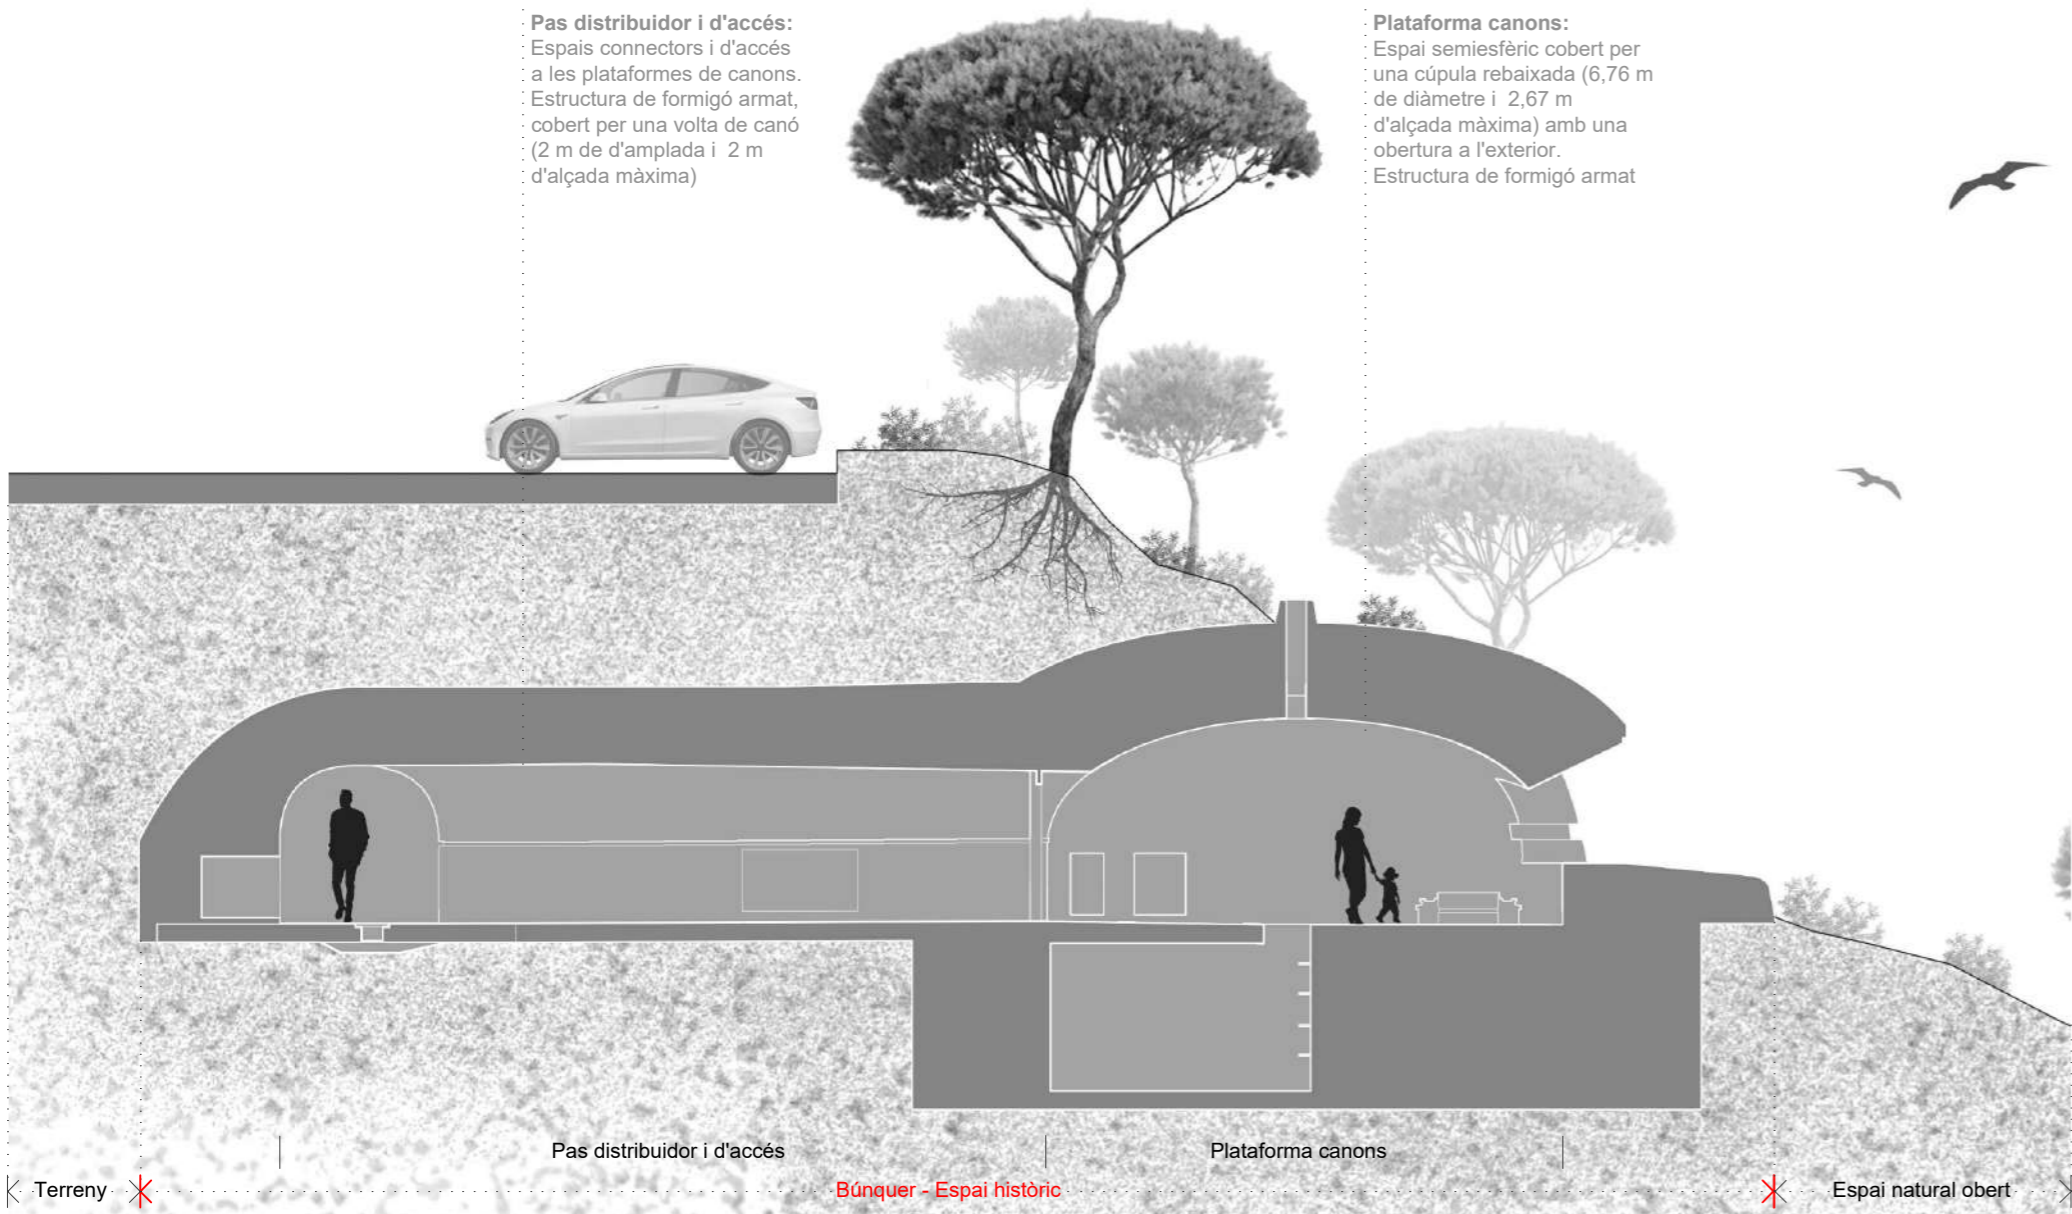 Pas distribuidor i d'accés:
Espais connectors i d'accés
a les plataformes de canons.
Estructura de formigó armat,
cobert per una volta de canó
(2 m de d'amplada i 2 m
d'alçada màxima)
Plataforma canons:
Espai semiesfèric cobert per
una cúpula rebaixada (6,76 m
de diàmetre i 2,67 m
d'alçada màxima) amb una
obertura a l'exterior.
Estructura de formigó armat
Pas distribuidor i d'accés
Plataforma canons
Terreny
Búnquer - Espai històric
Espai natural obert